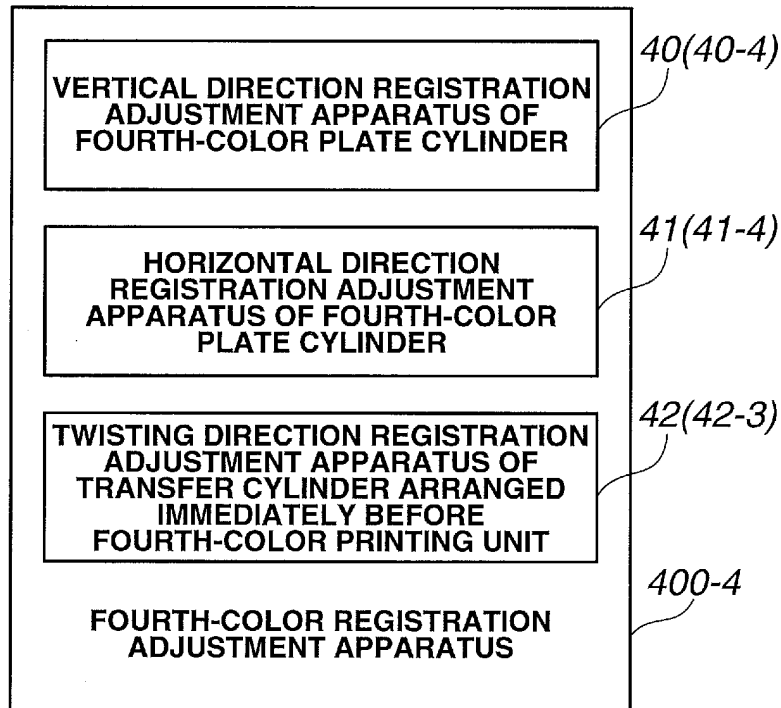 VERTICAL DIRECTION REGISTRATION
ADJUSTMENT APPARATUS OF
FOURTH-COLOR PLATE CYLINDER
40(40-4)
HORIZONTAL DIRECTION
REGISTRATION ADJUSTMENT
APPARATUS OF FOURTH-COLOR
PLATE CYLINDER
41(41-4)
TWISTING DIRECTION REGISTRATION
ADJUSTMENT APPARATUS OF
TRANSFER CYLINDER ARRANGED
IMMEDIATELY BEFORE
FOURTH-COLOR PRINTING UNIT
42(42-3)
FOURTH-COLOR REGISTRATION
ADJUSTMENT APPARATUS
400-4